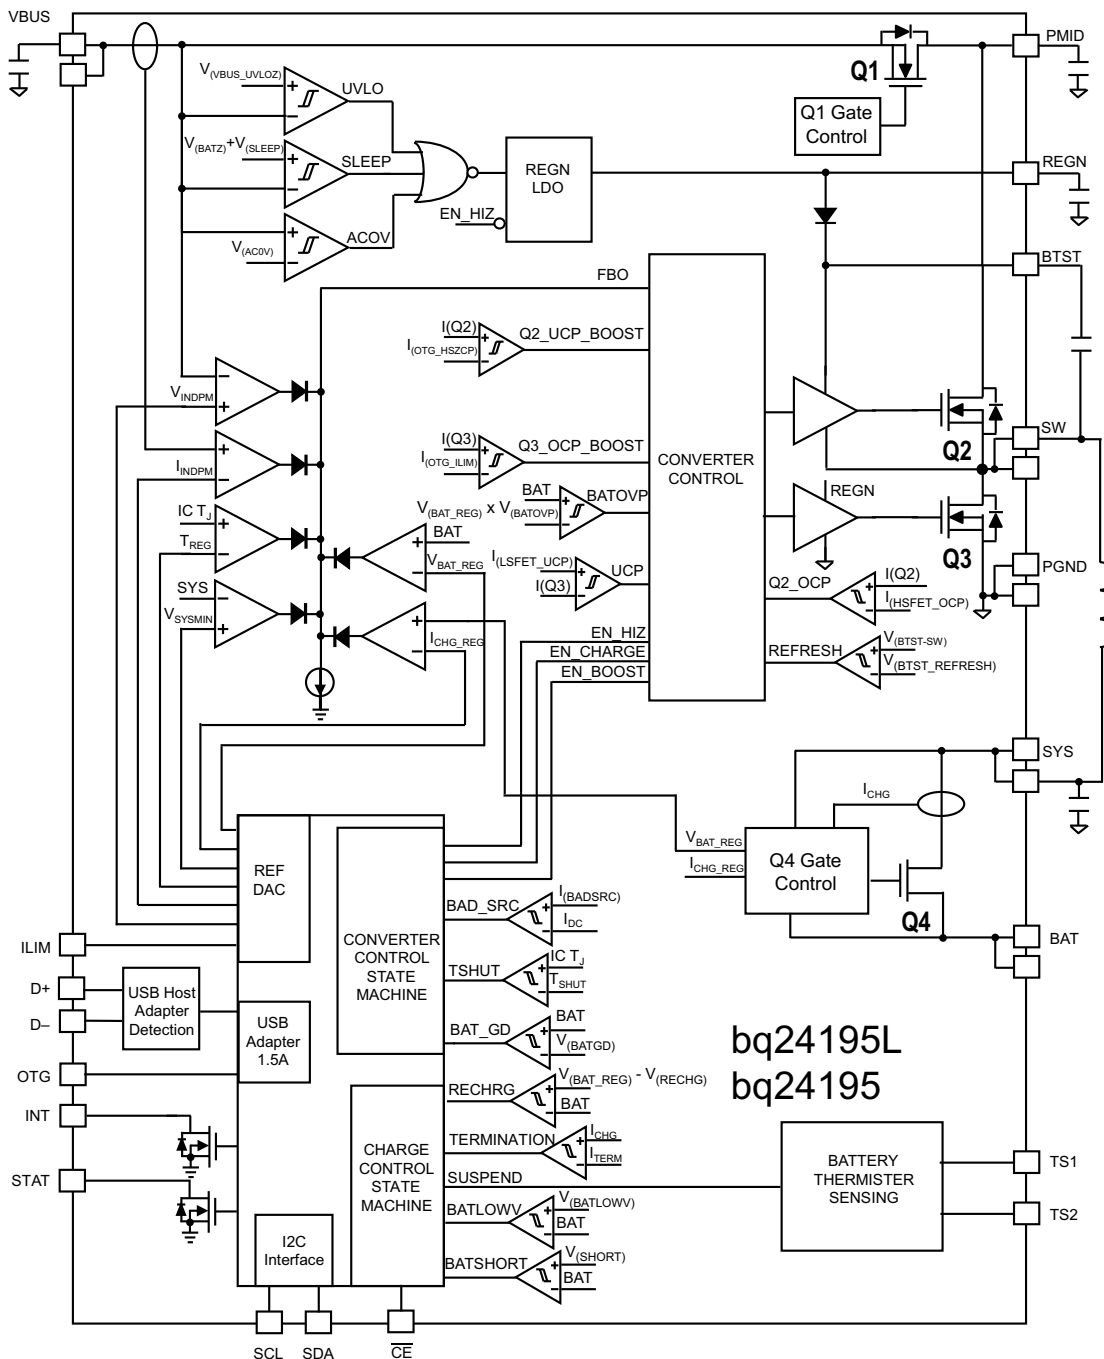 VBUS
PMID
Q1
Q1 Gate
Control
V(VBUS_UVLOZ)
UVLO
V(BATZ)+V(SLEEP)
SLEEP
V(AC0V)
ACOV
EN_HIZ
REGN
LDO
REGN
BTST
FBO
I(Q2)
I(OTG_HSZCP)
Q2_UCP_BOOST
VINDPM
I(Q3)
I(OTG_ILIM)
Q3_OCP_BOOST
IINDPM
BAT
V(BAT_REG) x V(BATOVP)
BATOVP
CONVERTER
CONTROL
Q2
SW
REGN
Q3
IC TJ
TREG
BAT
VBAT_REG
I(LSFET_UCP)
I(Q3)
UCP
Q2_OCP
I(Q2)
I(HSFET_OCP)
PGND
SYS
VSYSMIN
ICHG_REG
EN_HIZ
EN_CHARGE
EN_BOOST
REFRESH
V(BTST-SW)
V(BTST_REFRESH)
SYS
ICHG
VBAT_REG
ICHG_REG
Q4 Gate
Control
Q4
BAT
REF
DAC
CONVERTER
CONTROL
STATE
MACHINE
BAD_SRC
I(BADSRC)
IDC
TSHUT
IC TJ
TSHUT
BAT_GD
BAT
V(BATGD)
ILIM
D+
D–
USB Host
Adapter
Detection
USB
Adapter
1.5A
OTG
INT
STAT
bq24195L
bq24195
RECHRG
V(BAT_REG) - V(RECHG)
BAT
TERMINATION
ICHG
ITERM
CHARGE
CONTROL
STATE
MACHINE
SUSPEND
BATLOWV
V(BATLOWV)
BAT
BATSHORT
V(SHORT)
BAT
BATTERY
THERMISTER
SENSING
TS1
TS2
I2C
Interface
SCL
SDA
CE